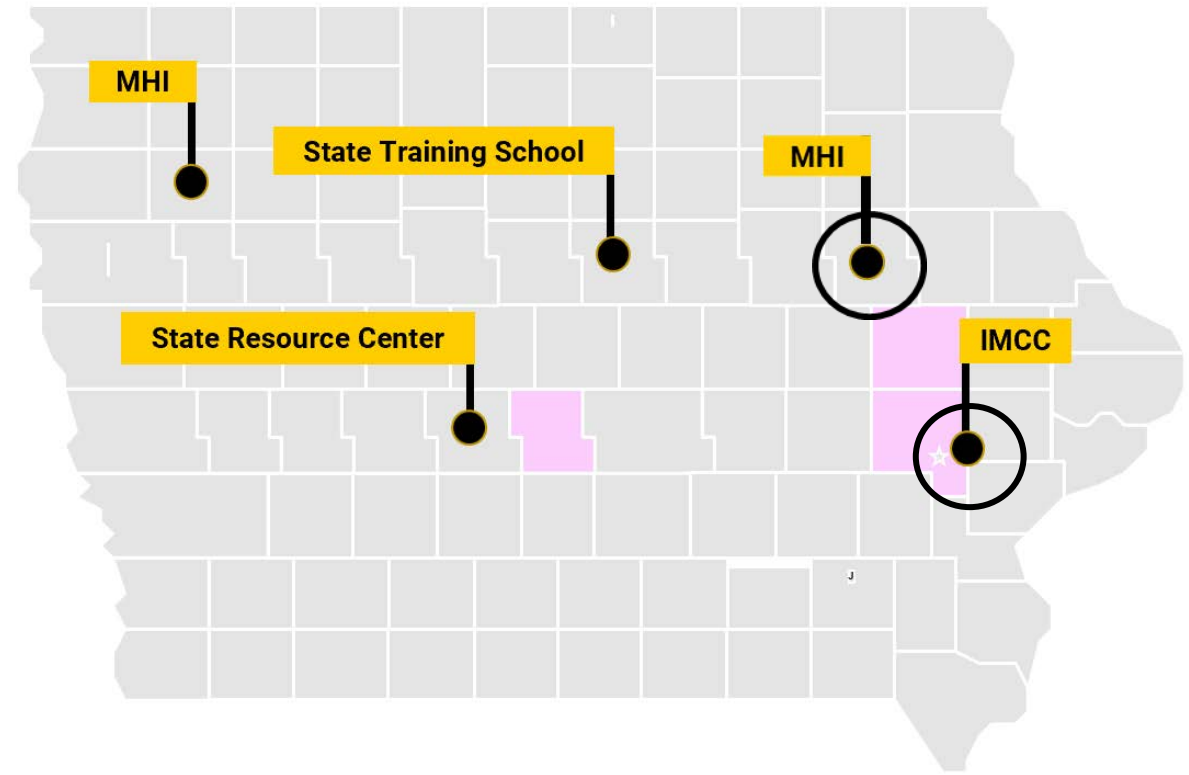 MHI
State Training School
MHI
State Resource Center
IMCC
J